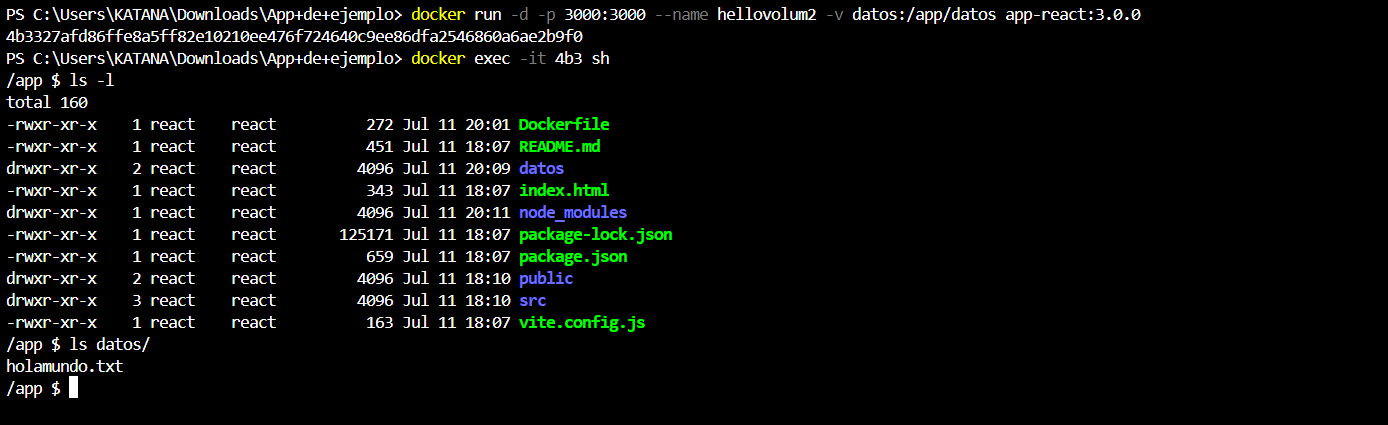 PS C:\Users\KATANA\Downloads\App+de+ejemplo> docker run -d -p 3000:3000 --name hellovolum2 -v datos:/app/datos app-react:3.0.0
4b3327afd86ffe8a5ff82e10210ee476f724640c9ee86dfa2546860a6ae2b9f0
PS C:\Users\KATANA\Downloads\App+de+ejemplo> docker exec -it 4b3 sh
/app $ ls -l
total 160
-rwxr-xr-x    1 react    react          272 Jul 11 20:01 Dockerfile
-rwxr-xr-x    1 react    react          451 Jul 11 18:07 README.md
drwxr-xr-x    2 react    react         4096 Jul 11 20:09 datos
-rwxr-xr-x    1 react    react          343 Jul 11 18:07 index.html
drwxr-xr-x    1 react    react         4096 Jul 11 20:11 node_modules
-rwxr-xr-x    1 react    react       125171 Jul 11 18:07 package-lock.json
-rwxr-xr-x    1 react    react          659 Jul 11 18:07 package.json
drwxr-xr-x    2 react    react         4096 Jul 11 18:10 public
drwxr-xr-x    3 react    react         4096 Jul 11 18:10 src
-rwxr-xr-x    1 react    react          163 Jul 11 18:07 vite.config.js
/app $ ls datos/
holamundo.txt
/app $